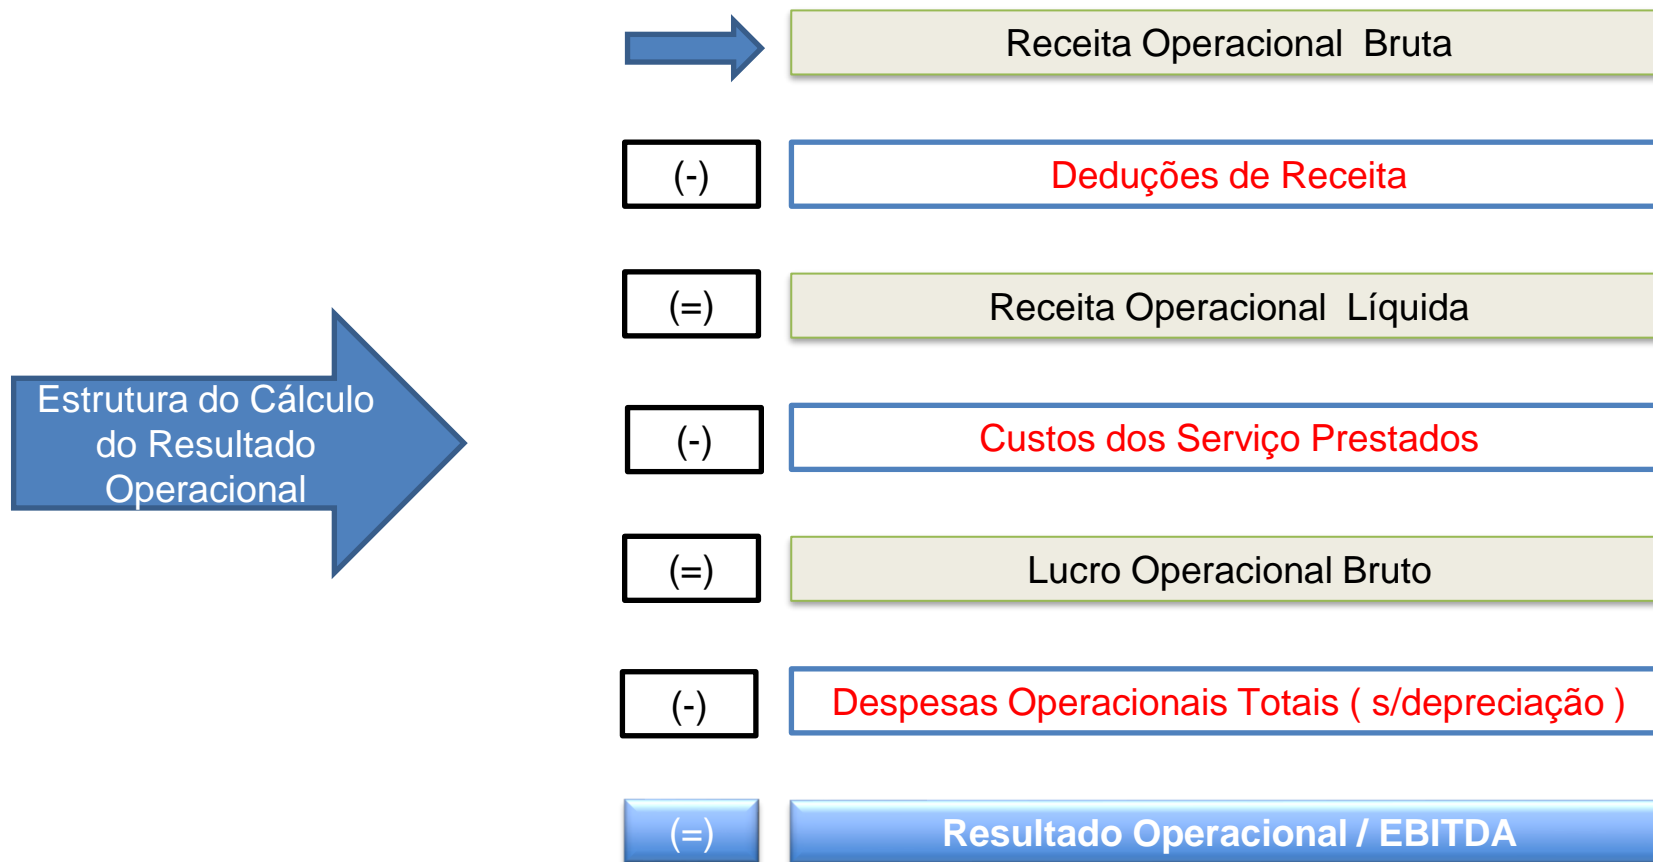 Receita Operacional  Bruta
(-) Deduções de Receita
(=) Receita Operacional  Líquida
Estrutura do Cálculo
do Resultado
Operacional
(-) Custos dos Serviço Prestados
(=) Lucro Operacional Bruto
(-) Despesas Operacionais Totais ( s/depreciação )
(=) Resultado Operacional / EBITDA